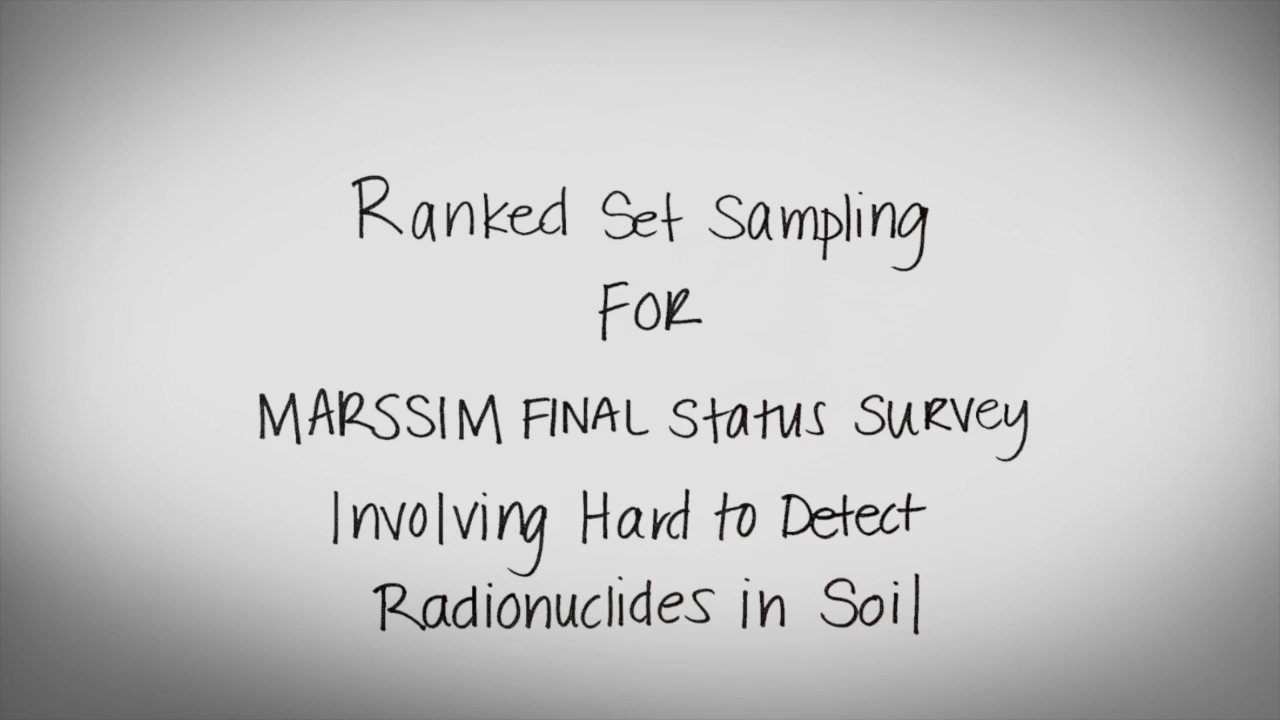 Ranked Set Sampling
FOR
MARSSIM FINAL Status Survey
Involving Hard to Detect
Radionuclides in Soil